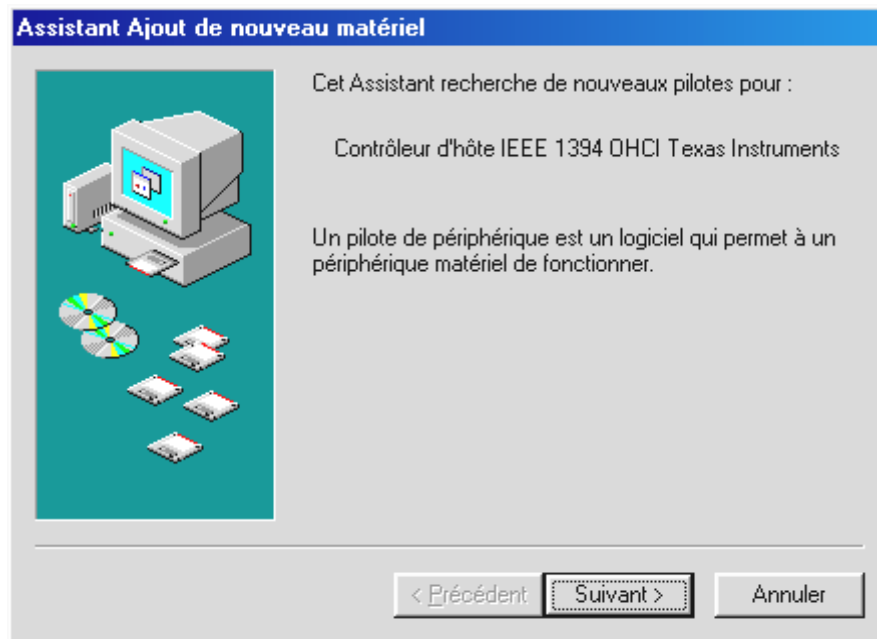 Assistant Ajout de nouveau matériel
Cet Assistant recherche de nouveaux pilotes pour :
Contrôleur d'hôte IEEE 1394 OHCI Texas Instruments
Un pilote de périphérique est un logiciel qui permet à un
périphérique matériel de fonctionner.
< Précédent
Suivant >
Annuler